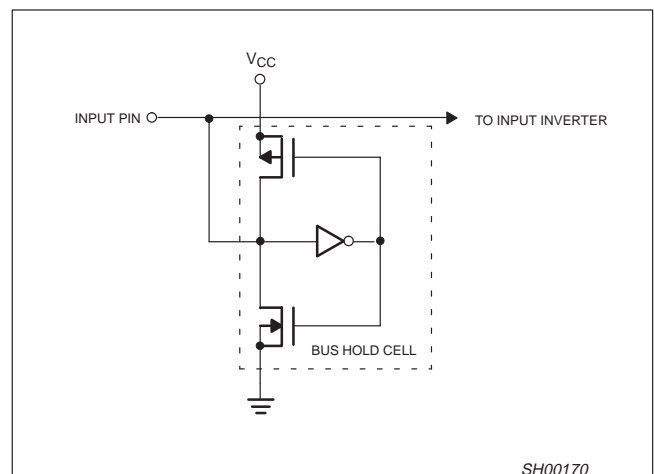 VCC
INPUT PIN
TO INPUT INVERTER
BUS HOLD CELL
SH00170